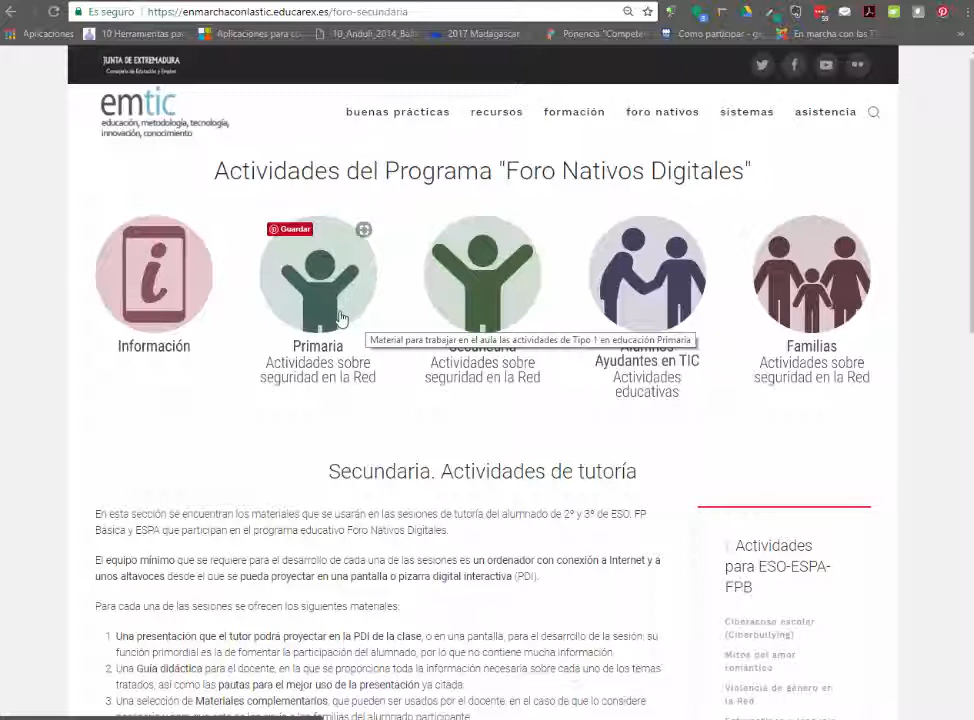 Es seguro | https://enmarchaconlastic.educarex.es/foro-secundaria
Aplicaciones 10 Herramientas pa Aplicaciones para co 10_Anduli_2014_Bal 2017 Madagascar Ponencia "Compete Como participar - g En marcha con las T »
59
JUNTA DE EXTREMADURA
Consejería de Educación y Empleo
emtic
educación, metodología, tecnología,
innovación, conocimiento
buenas prácticas recursos formación foro nativos sistemas asistencia
Actividades del Programa "Foro Nativos Digitales"
Guardar
Material para trabajar en el aula las actividades de Tipo 1 en educación Primaria
Información
Primaria
Actividades sobre
seguridad en la Red
Actividades sobre
seguridad en la Red
Ayudantes en TIC
Actividades
educativas
Familias
Actividades sobre
seguridad en la Red
Secundaria. Actividades de tutoría
En esta sección se encuentran los materiales que se usarán en las sesiones de tutoría del alumnado de 2º y 3º de ESO, FP
Básica y ESPA que participan en el programa educativo Foro Nativos Digitales.
El equipo mínimo que se requiere para el desarrollo de cada una de las sesiones es un ordenador con conexión a Internet y a
unos altavoces desde el que se pueda proyectar en una pantalla o pizarra digital interactiva (PDI).
Para cada una de las sesiones se ofrecen los siguientes materiales:
1. Una presentación que el tutor podrá proyectar en la PDI de la clase, o en una pantalla, para el desarrollo de la sesión; su
función primordial es la de fomentar la participación del alumnado, por lo que no contiene mucha información.
2. Una Guía didáctica para el docente, en la que se proporciona toda la información necesaria sobre cada uno de los temas
tratados, así como las pautas para el mejor uso de la presentación ya citada.
3. Una selección de Materiales complementarios, que pueden ser usados por el docente, en el caso de que lo considere
Actividades
para ESO-ESPA-
FPB
Ciberacoso escolar
(Ciberbullying)
Mitos del amor
romántico
Violencia de género en
la Red